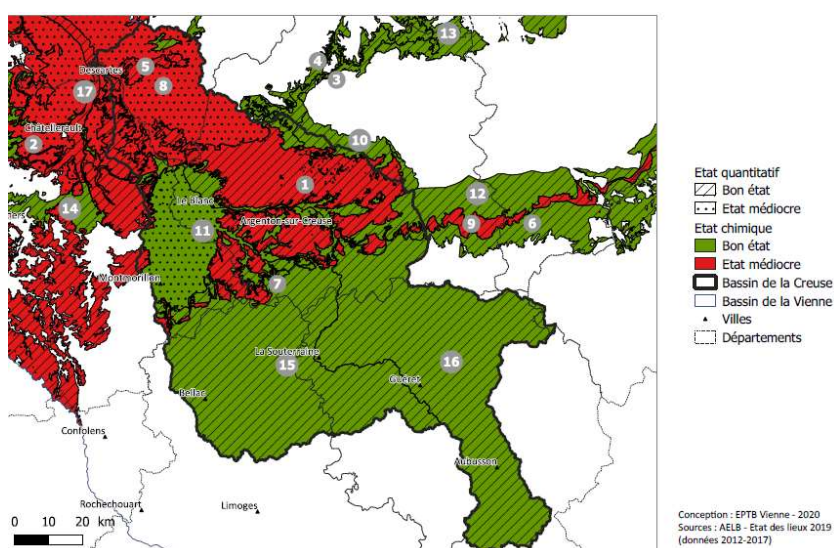 13
4
3
Descartes
5
8
17
Châtellerault
2
10
1
12
Le Blanc
14
Argenton-sur-Creuse
11
9
6
Montmorillon
7
La Souterraine
15
16
Guéret
Bellac
Confolens
Aubusson
Rochechouart
Limoges
0 10 20 km
Etat quantitatif
Bon état
Etat médiocre
Etat chimique
Bon état
Etat médiocre
Bassin de la Creuse
Bassin de la Vienne
Villes
Départements
Conception : EPTB Vienne - 2020
Sources : AELB - Etat des lieux 2019
(données 2012-2017)